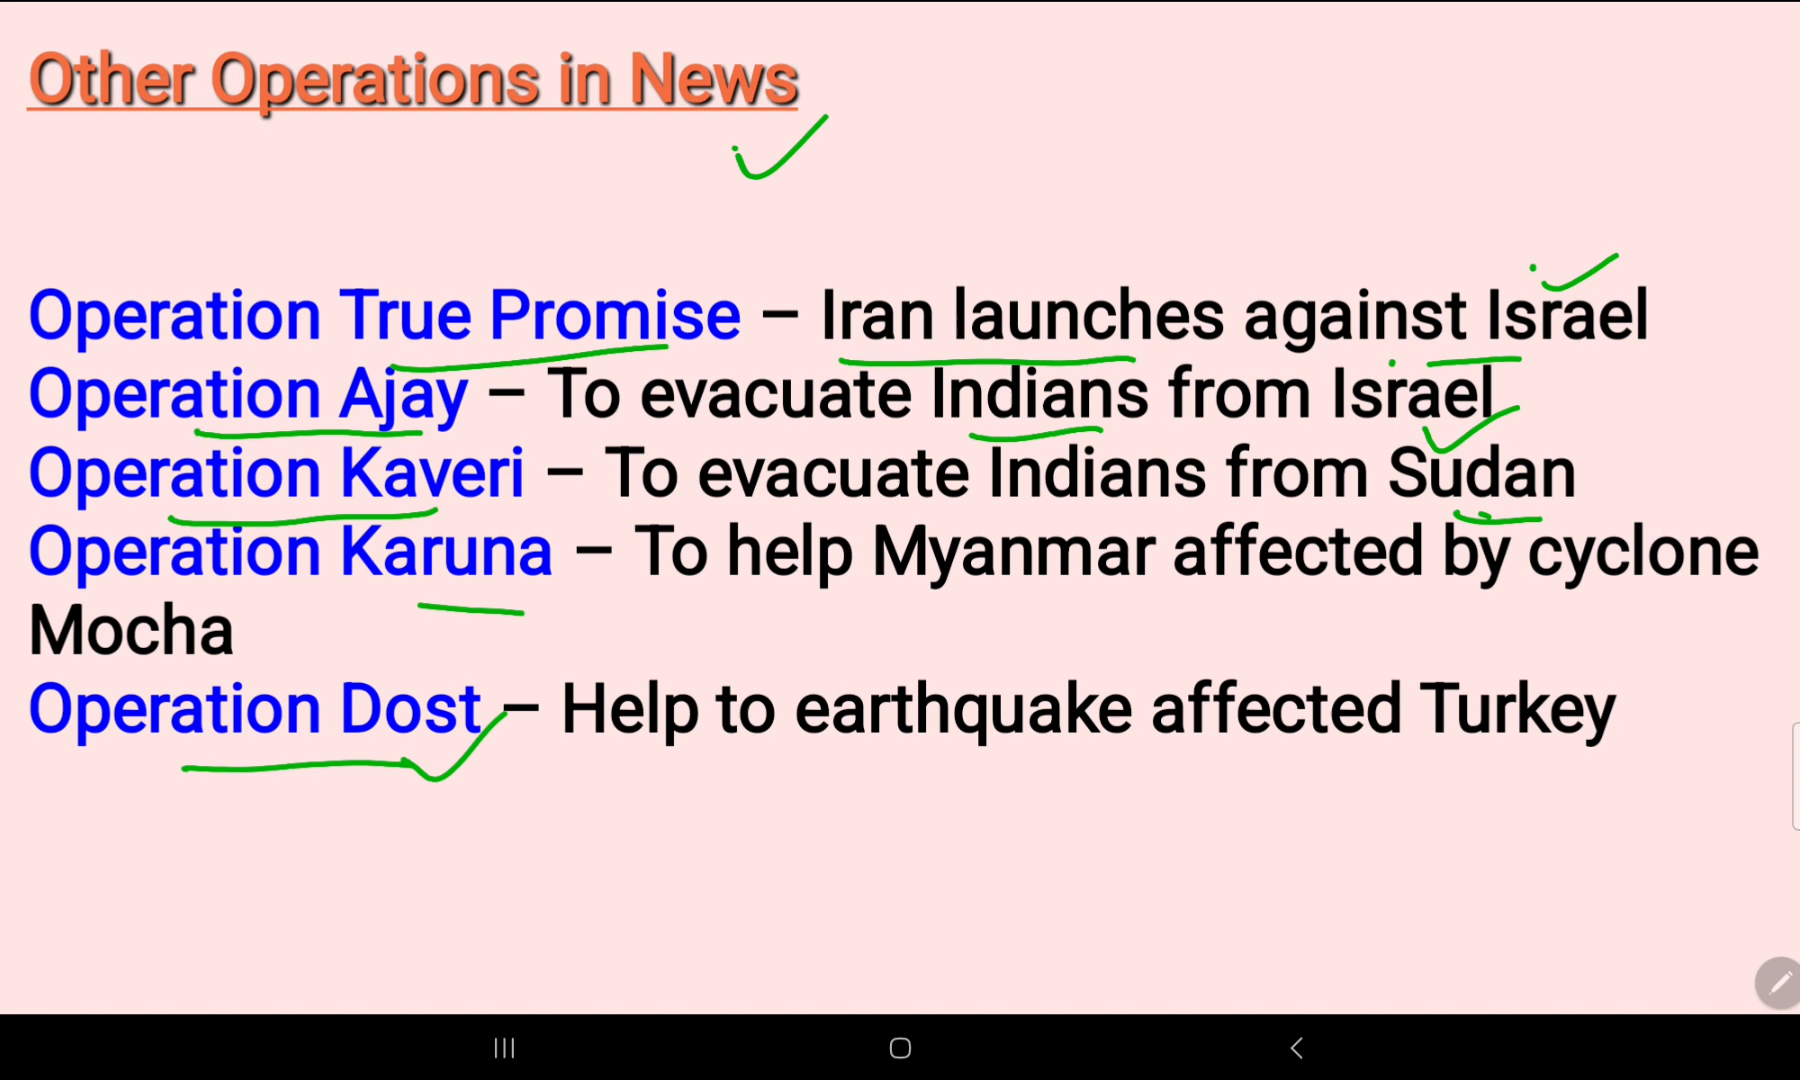 Other Operations in News
Operation True Promise – Iran launches against Israel
Operation Ajay – To evacuate Indians from Israel
Operation Kaveri – To evacuate Indians from Sudan
Operation Karuna – To help Myanmar affected by cyclone
Mocha
Operation Dost – Help to earthquake affected Turkey